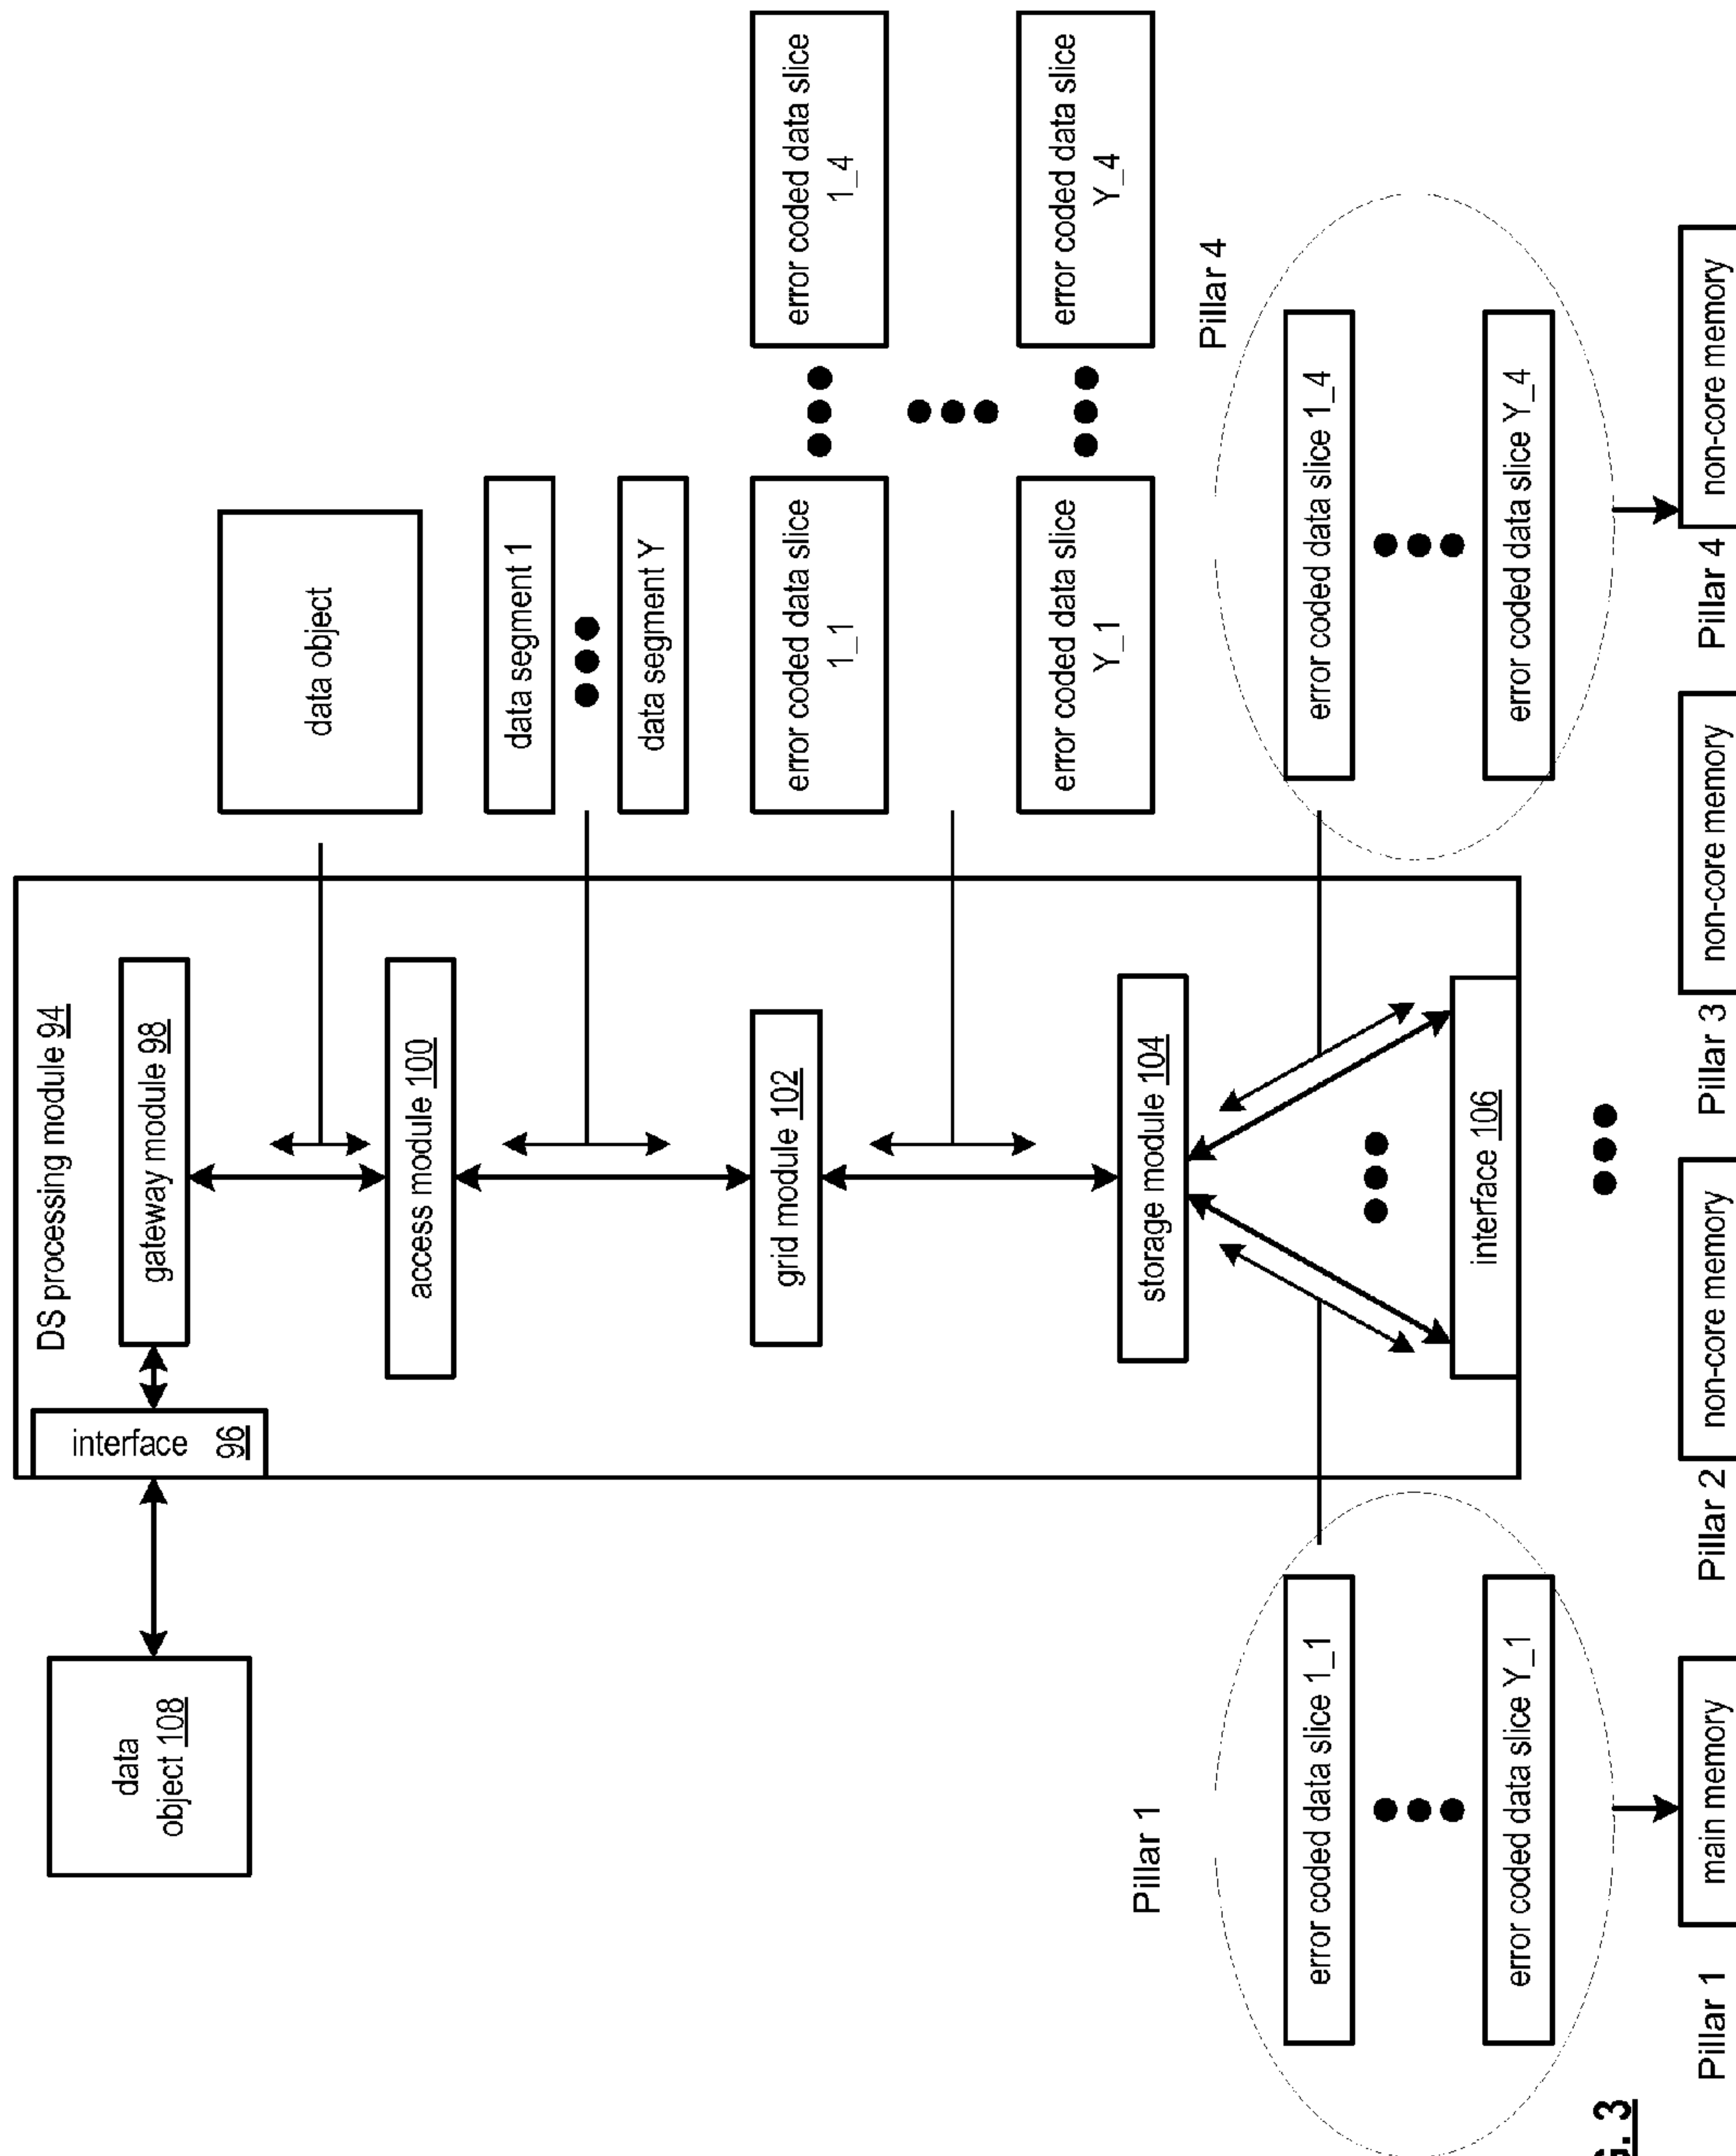 DS processing module 94
interface 96
gateway module 98
data
object 108
data object
access module 100
data segment 1
data segment Y
grid module 102
error coded data slice
1_1
error coded data slice
1_4
error coded data slice
Y_1
error coded data slice
Y_4
storage module 104
interface 106
Pillar 1
error coded data slice 1_1
error coded data slice Y_1
Pillar 4
error coded data slice 1_4
error coded data slice Y_4
Pillar 1
main memory
Pillar 2
non-core memory
Pillar 3
non-core memory
Pillar 4
non-core memory
G. 3